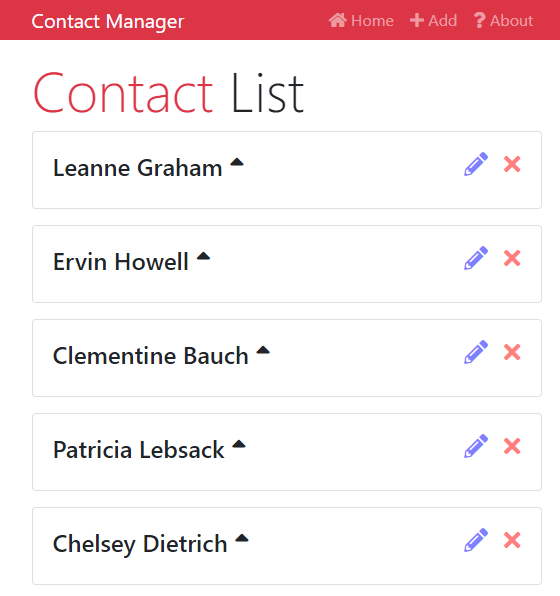 Contact Manager Home Add About
Contact List
Leanne Graham
Ervin Howell
Clementine Bauch
Patricia Lebsack
Chelsey Dietrich